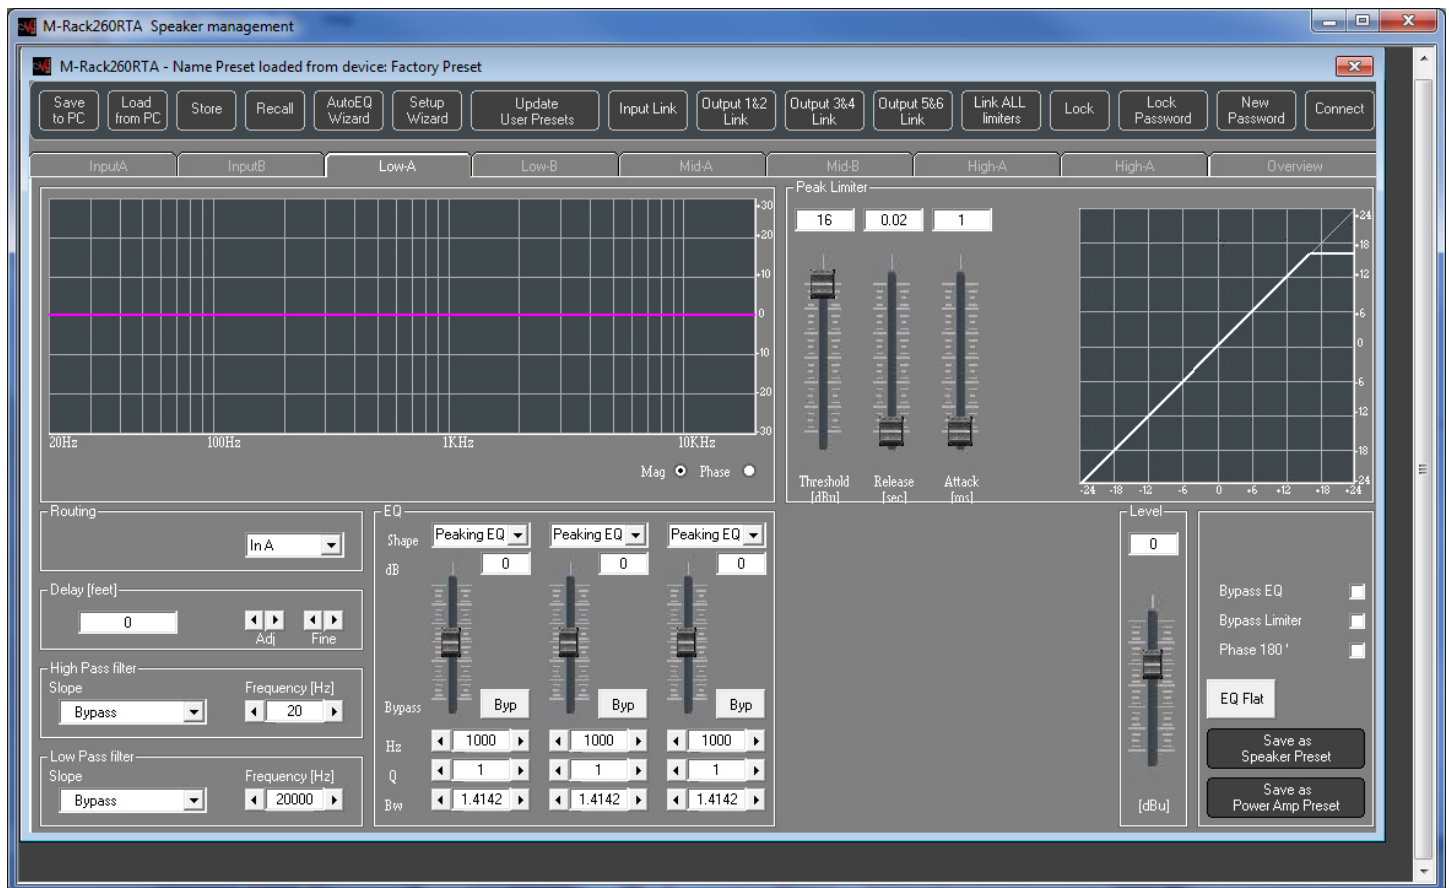 M-Rack260RTA Speaker management
M-Rack260RTA - Name Preset loaded from device: Factory Preset
Save to PC
Load from PC
Store
Recall
AutoEQ Wizard
Setup Wizard
Update User Presets
Input Link
Output 1&2 Link
Output 3&4 Link
Output 5&6 Link
Link ALL limiters
Lock
Lock Password
New Password
Connect
InputA
InputB
Low-A
Low-B
Mid-A
Mid-B
High-A
High-A
Overview
+30
+20
+10
0
-10
-20
-30
20Hz 100Hz 1KHz 10KHz
Mag Phase
Peak Limiter
16 0.02 1
Threshold [dBu]
Release [sec]
Attack [ms]
+24
+18
+12
+6
0
-6
-12
-18
-24
-24 -18 -12 -6 0 +6 +12 +18 +24
Routing
In A
Delay [feet]
0
Adj Fine
High Pass filter
Slope Frequency [Hz]
Bypass 20
Low Pass filter
Slope Frequency [Hz]
Bypass 20000
EQ
Shape Peaking EQ Peaking EQ Peaking EQ
dB 0 0 0
Bypass Byp Byp Byp
Hz 1000 1000 1000
Q 1 1 1
Bw 1.4142 1.4142 1.4142
Level
0
[dBu]
Bypass EQ
Bypass Limiter
Phase 180 '
EQ Flat
Save as
Speaker Preset
Save as
Power Amp Preset